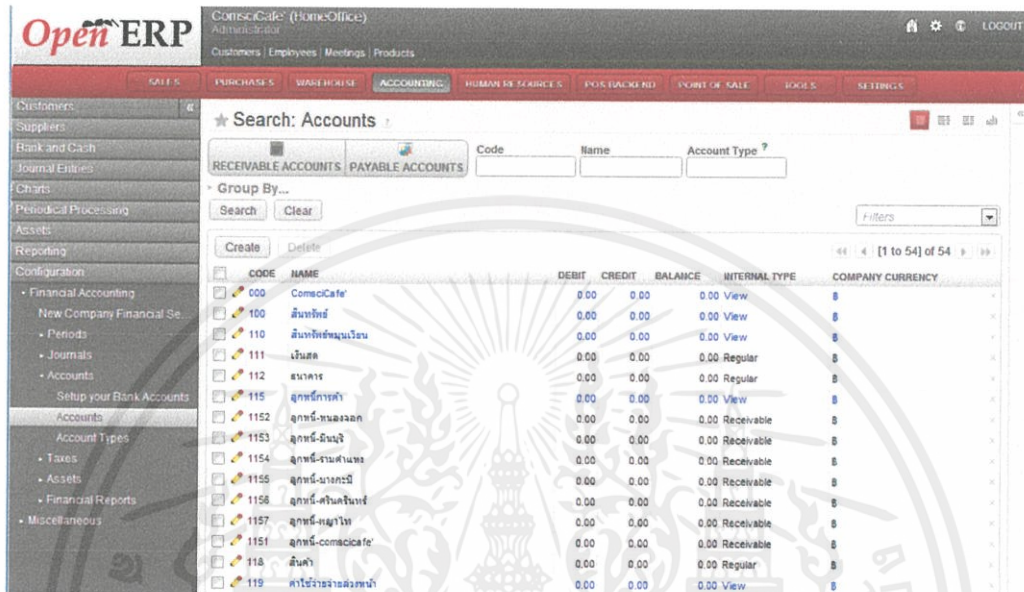 Open ERP
ComsciCafe' (HomeOffice)
Administrator
Customers | Employees | Meetings | Products
LOGOUT
SALES PURCHASES WAREHOUSE ACCOUNTING HUMAN RESOURCES POS BACKEND POINT OF SALE TOOLS SETTINGS
Customers
Suppliers
Bank and Cash
Journal Entries
Charts
Periodical Processing
Assets
Reporting
Configuration
Financial Accounting
New Company Financial Se...
Periods
Journals
Accounts
Setup your Bank Accounts
Accounts
Account Types
Taxes
Assets
Financial Reports
Miscellaneous
Search: Accounts ?
RECEIVABLE ACCOUNTS PAYABLE ACCOUNTS
Code Name Account Type ?
Group By...
Search Clear
Filters
Create Delete
[1 to 54] of 54
CODE NAME DEBIT CREDIT BALANCE INTERNAL TYPE COMPANY CURRENCY
000 ComsciCafe' 0.00 0.00 0.00 View B
100 สินทรัพย์ 0.00 0.00 0.00 View B
110 สินทรัพย์หมุนเวียน 0.00 0.00 0.00 View B
111 เงินสด 0.00 0.00 0.00 Regular B
112 ธนาคาร 0.00 0.00 0.00 Regular B
115 ลูกหนี้การค้า 0.00 0.00 0.00 View B
1152 ลูกหนี้-หนองจอก 0.00 0.00 0.00 Receivable B
1153 ลูกหนี้-มีนบุรี 0.00 0.00 0.00 Receivable B
1154 ลูกหนี้-รามคำแหง 0.00 0.00 0.00 Receivable B
1155 ลูกหนี้-บางกะปิ 0.00 0.00 0.00 Receivable B
1156 ลูกหนี้-ศรีนครินทร์ 0.00 0.00 0.00 Receivable B
1157 ลูกหนี้-พญาไท 0.00 0.00 0.00 Receivable B
1151 ลูกหนี้-comscicafe' 0.00 0.00 0.00 Receivable B
118 สินค้า 0.00 0.00 0.00 Regular B
119 ค่าใช้จ่ายจ่ายล่วงหน้า 0.00 0.00 0.00 View B